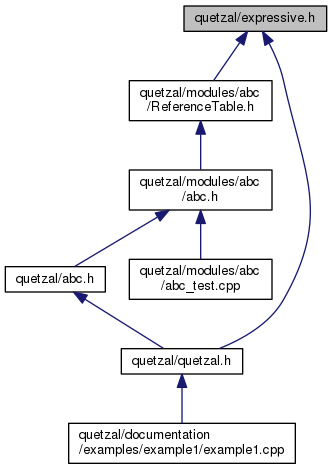 quetzal/expressive.h
quetzal/modules/abc
/ReferenceTable.h
quetzal/modules/abc
/abc.h
quetzal/abc.h
quetzal/modules/abc
/abc_test.cpp
quetzal/quetzal.h
quetzal/documentation
/examples/example1/example1.cpp